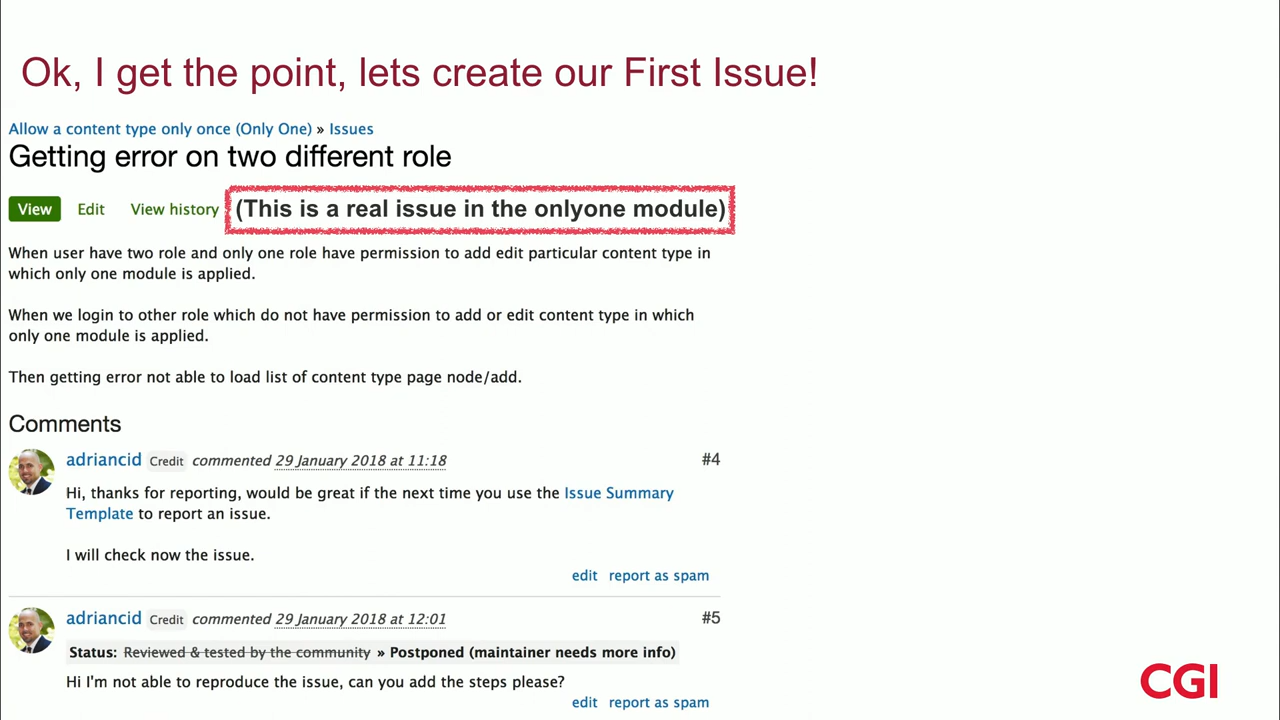 Ok, I get the point, lets create our First Issue!
Allow a content type only once (Only One) » Issues
Getting error on two different role
View Edit View history (This is a real issue in the onlyone module)
When user have two role and only one role have permission to add edit particular content type in
which only one module is applied.
When we login to other role which do not have permission to add or edit content type in which
only one module is applied.
Then getting error not able to load list of content type page node/add.
Comments
adriancid Credit commented 29 January 2018 at 11:18 #4
Hi, thanks for reporting, would be great if the next time you use the Issue Summary
Template to report an issue.
I will check now the issue.
edit report as spam
adriancid Credit commented 29 January 2018 at 12:01 #5
Status: Reviewed & tested by the community » Postponed (maintainer needs more info)
Hi I'm not able to reproduce the issue, can you add the steps please?
edit report as spam
CGI